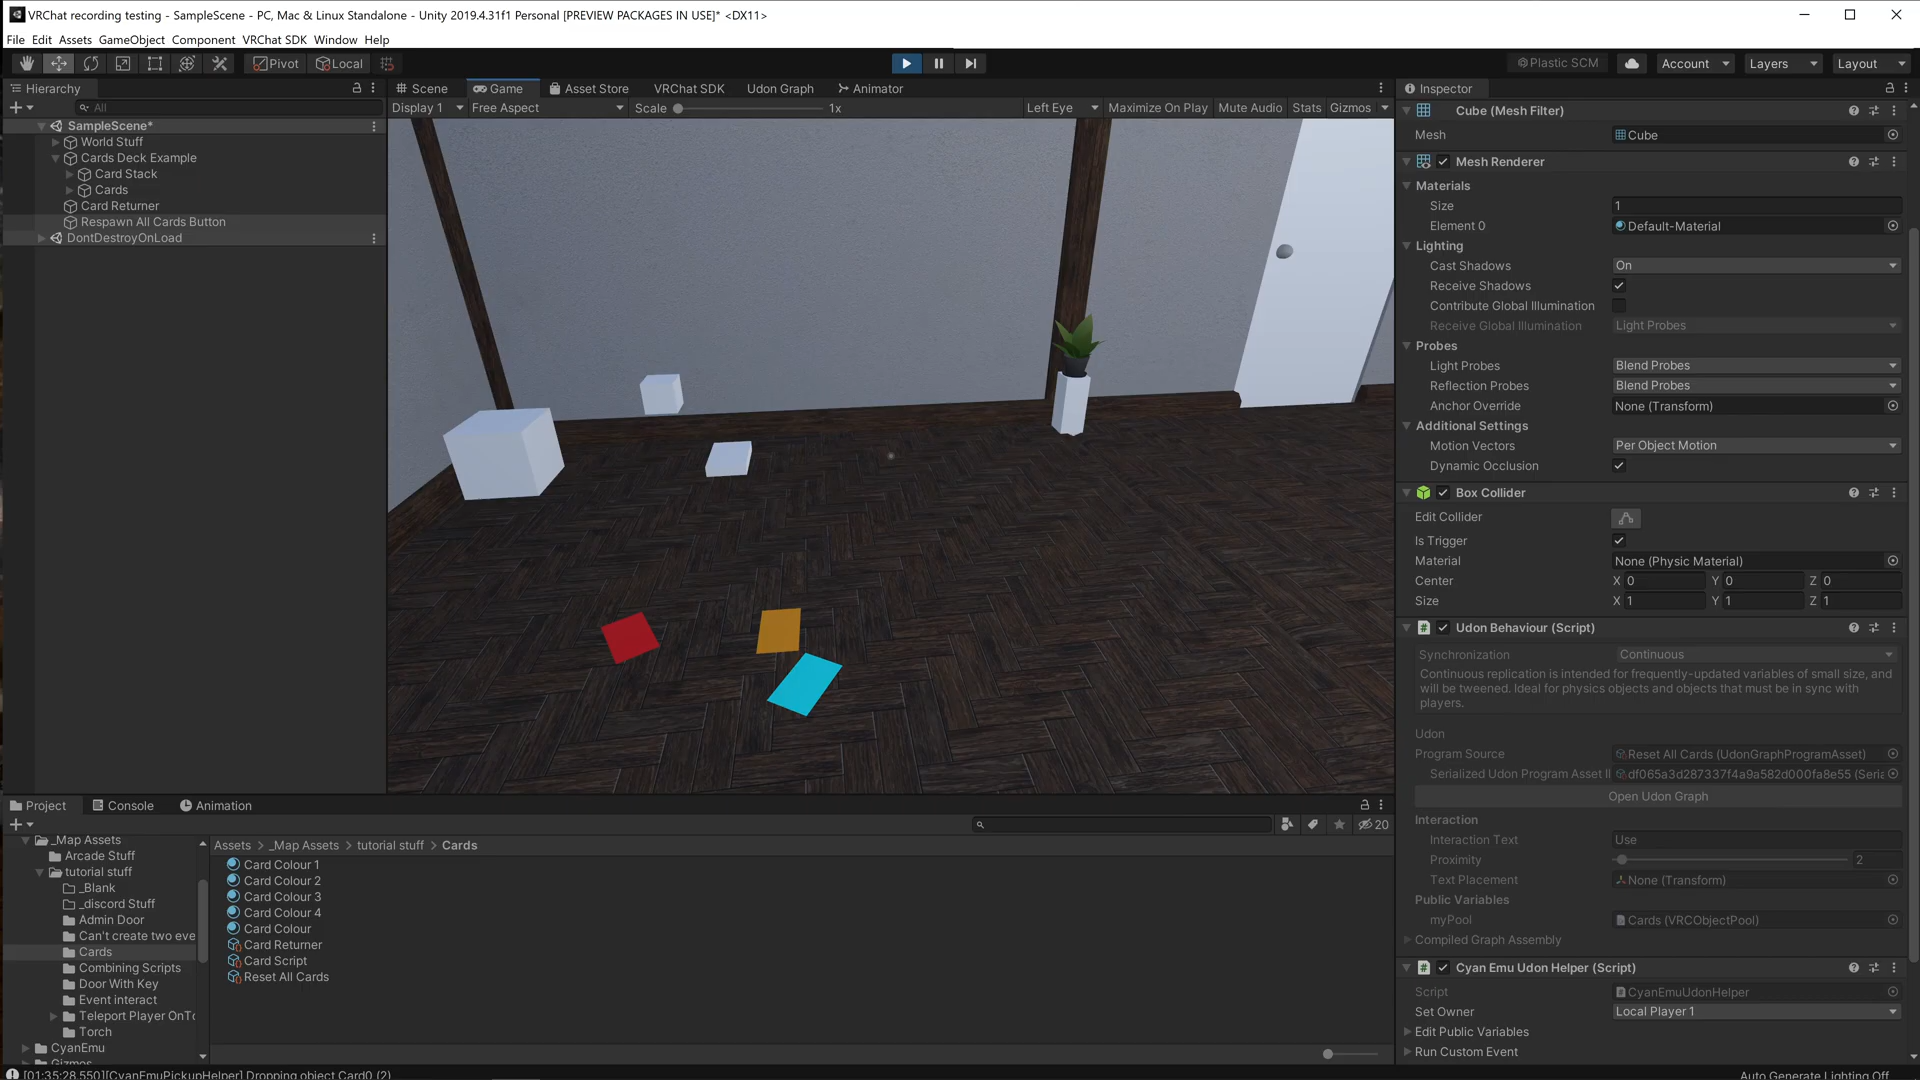 VRChat recording testing - SampleScene - PC, Mac & Linux Standalone - Unity 2019.4.31f1 Personal [PREVIEW PACKAGES IN USE]* <DX11>
File Edit Assets GameObject Component VRChat SDK Window Help
Pivot Local Plastic SCM Account Layers Layout
Hierarchy Scene Game Asset Store VRChat SDK Udon Graph Animator Inspector
All Display 1 Free Aspect Scale 1x Left Eye Maximize On Play Mute Audio Stats Gizmos
SampleScene*
World Stuff
Cards Deck Example
Card Stack
Cards
Card Returner
Respawn All Cards Button
DontDestroyOnLoad
Cube (Mesh Filter)
Mesh Cube
Mesh Renderer
Materials
Size 1
Element 0 Default-Material
Lighting
Cast Shadows On
Receive Shadows
Contribute Global Illumination
Receive Global Illumination Light Probes
Probes
Light Probes Blend Probes
Reflection Probes Blend Probes
Anchor Override None (Transform)
Additional Settings
Motion Vectors Per Object Motion
Dynamic Occlusion
Box Collider
Edit Collider
Is Trigger
Material None (Physic Material)
Center X 0 Y 0 Z 0
Size X 1 Y 1 Z 1
Udon Behaviour (Script)
Synchronization Continuous
Continuous replication is intended for frequently-updated variables of small size, and
will be tweened. Ideal for physics objects and objects that must be in sync with
players.
Udon
Program Source Reset All Cards (UdonGraphProgramAsset)
Serialized Udon Program Asset I df065a3d287337f4a9a582d000fa8e55 (Seria
Open Udon Graph
Interaction
Interaction Text Use
Proximity 2
Text Placement None (Transform)
Public Variables
myPool Cards (VRCObjectPool)
Compiled Graph Assembly
Cyan Emu Udon Helper (Script)
Script CyanEmuUdonHelper
Set Owner Local Player 1
Edit Public Variables
Run Custom Event
Project Console Animation
20
_Map Assets
Arcade Stuff
tutorial stuff
_Blank
_discord Stuff
Admin Door
Can't create two eve
Cards
Combining Scripts
Door With Key
Event interact
Teleport Player OnTo
Torch
CyanEmu
Gizmos
Assets > _Map Assets > tutorial stuff > Cards
Card Colour 1
Card Colour 2
Card Colour 3
Card Colour 4
Card Colour
Card Returner
Card Script
Reset All Cards
[01:35:28.550][CyanEmuPickupHelper] Dropping object Card0 (2)
Auto Generate Lighting Off